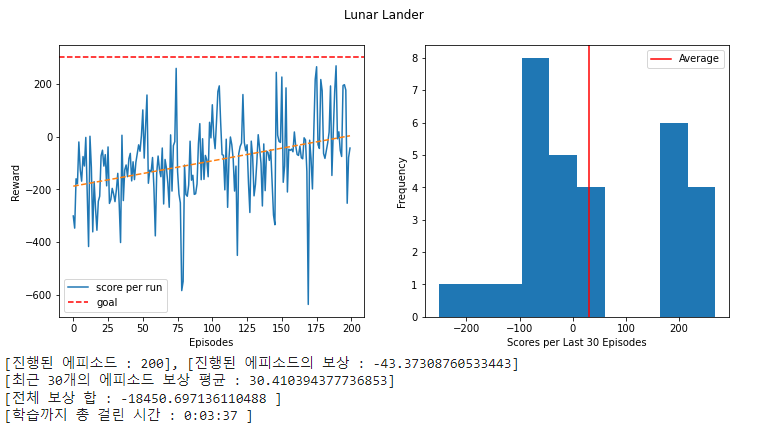 Lunar Lander
Reward
200
0
−200
−400
−600
score per run
goal
0
25
50
75
100
125
150
175
200
Episodes
Frequency
8
7
6
5
4
3
2
1
0
Average
−200
−100
0
100
200
Scores per Last 30 Episodes
[진행된 에피소드 : 200], [진행된 에피소드의 보상 : -43.37308760533443]
[최근 30개의 에피소드 보상 평균 : 30.410394377736853]
[전체 보상 합 : -18450.697136110488 ]
[학습까지 총 걸린 시간 : 0:03:37 ]